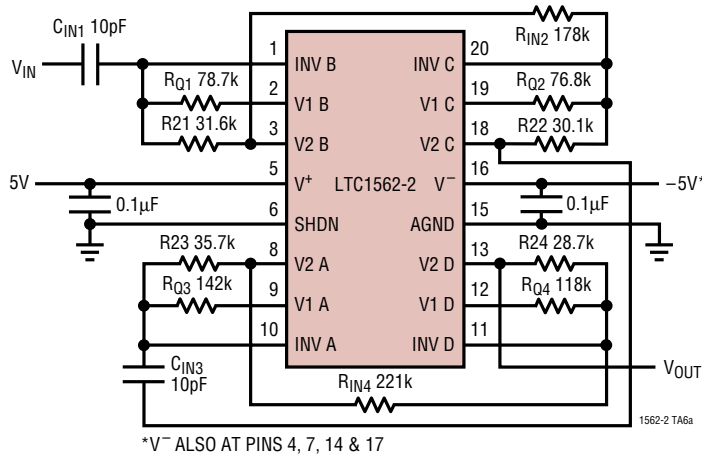 C_IN1 10pF
R_IN2 178k
V_IN
1
INV B
INV C
20
R_Q1 78.7k
2
V1 B
V1 C
19
R_Q2 76.8k
R21 31.6k
3
V2 B
V2 C
18
R22 30.1k
5V
5
V⁺
LTC1562-2
V⁻
16
–5V*
0.1µF
6
SHDN
AGND
15
0.1µF
R23 35.7k
8
V2 A
V2 D
13
R24 28.7k
R_Q3 142k
9
V1 A
V1 D
12
R_Q4 118k
10
INV A
INV D
11
C_IN3
10pF
R_IN4 221k
V_OUT
1562-2 TA6a
*V⁻ ALSO AT PINS 4, 7, 14 & 17